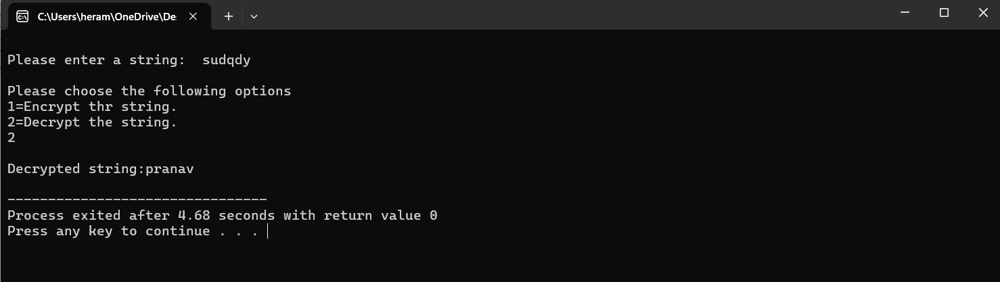 C:\Users\heram\OneDrive\De
Please enter a string:  sudqdy
Please choose the following options
1=Encrypt thr string.
2=Decrypt the string.
2
Decrypted string:pranav
--------------------------------
Process exited after 4.68 seconds with return value 0
Press any key to continue . . .